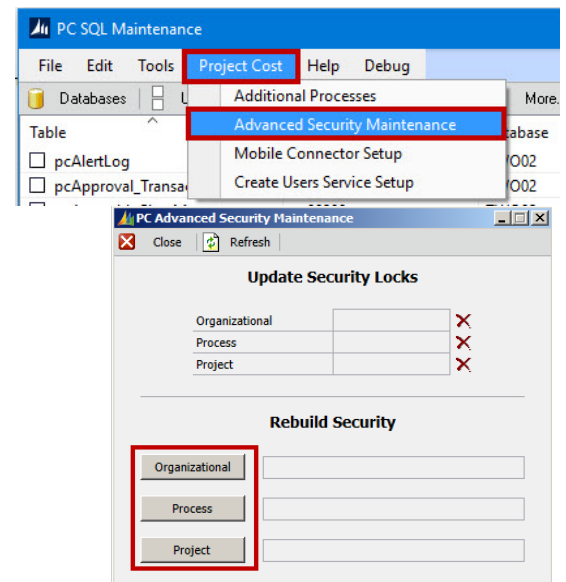 PC SQL Maintenance
File Edit Tools Project Cost Help Debug
Databases Additional Processes More.
Table Advanced Security Maintenance
pcAlertLog Mobile Connector Setup
Create Users Service Setup
PC Advanced Security Maintenance
Close Refresh
Update Security Locks
Organizational
Process
Project
Rebuild Security
Organizational
Process
Project